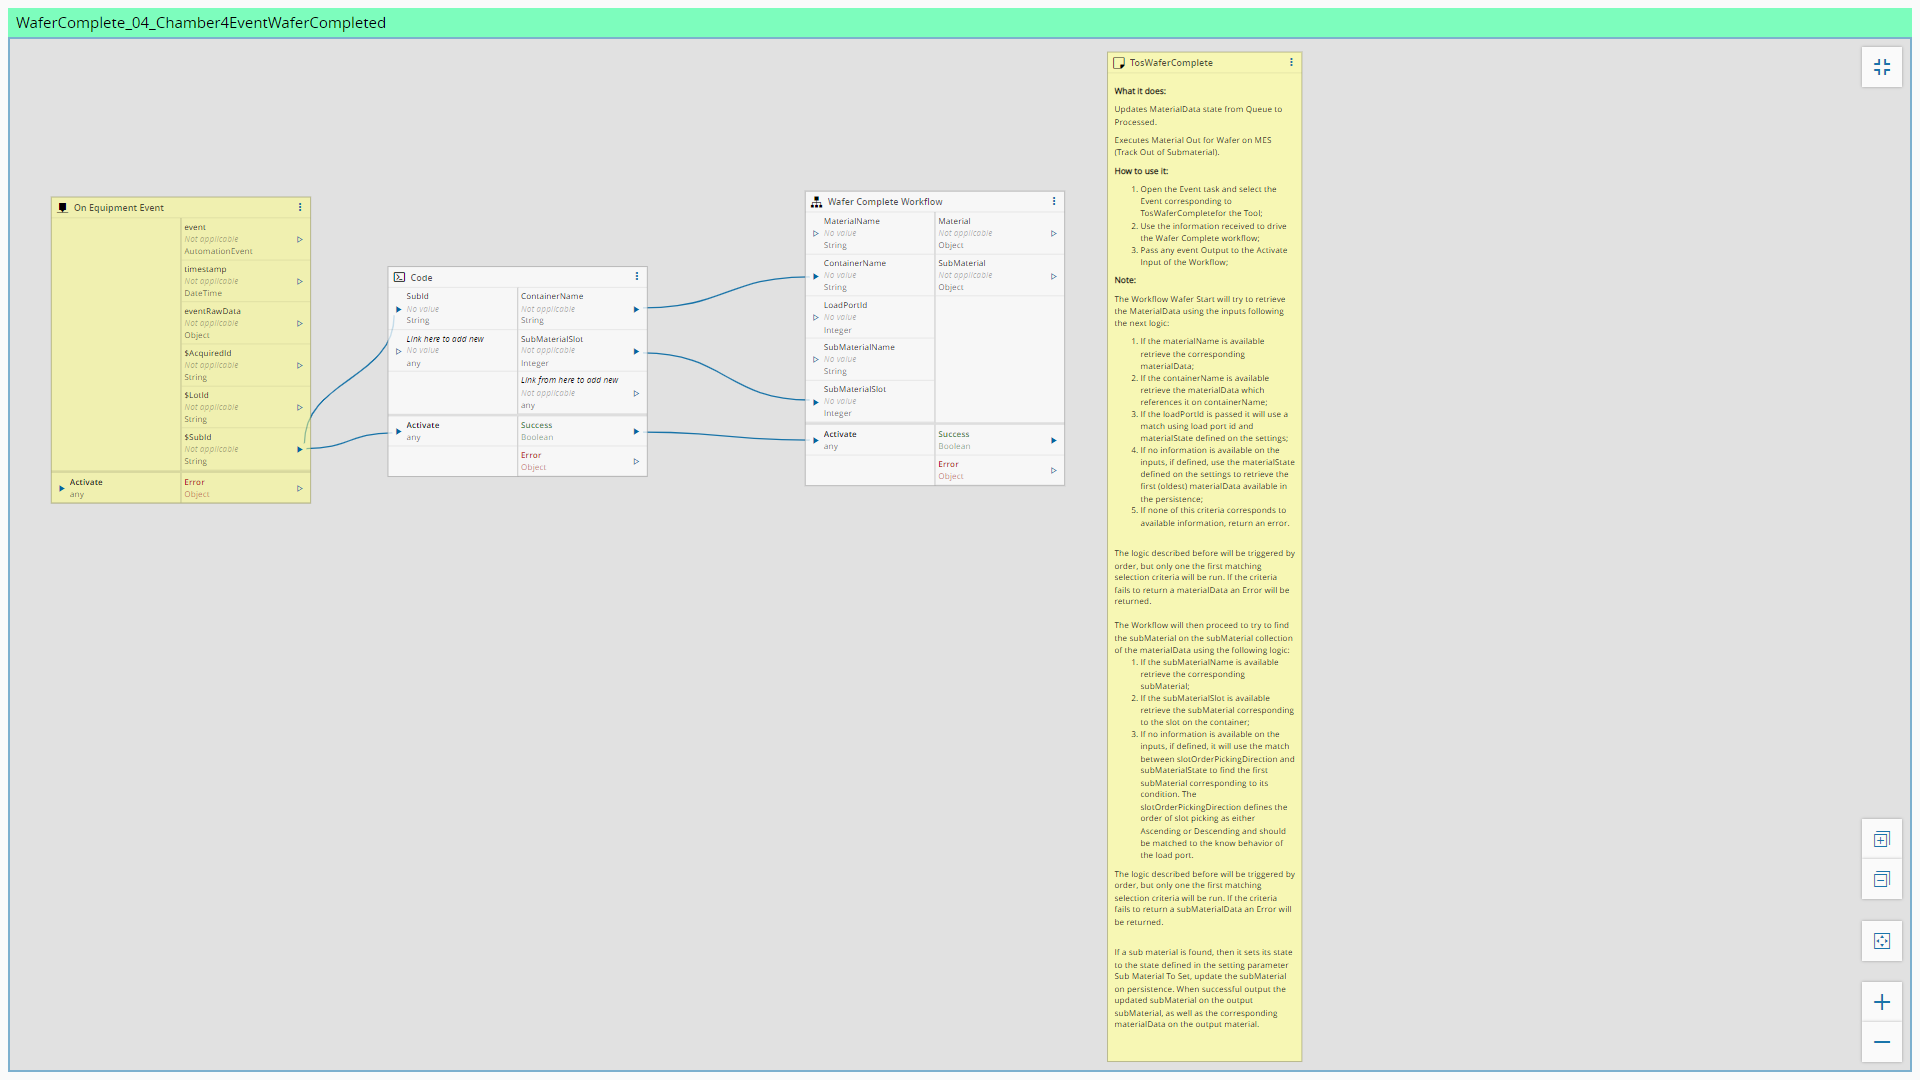 WaferComplete_04_Chamber4EventWaferCompleted
On Equipment Event
event
Not applicable
AutomationEvent
timestamp
Not applicable
DateTime
eventRawData
Not applicable
Object
$AcquiredId
Not applicable
String
$LotId
Not applicable
String
$SubId
Not applicable
String
Activate
any
Error
Object
Code
SubId
No value
String
Link here to add new
No value
any
ContainerName
Not applicable
String
SubMaterialSlot
Not applicable
Integer
Link from here to add new
Not applicable
any
Activate
any
Success
Boolean
Error
Object
Wafer Complete Workflow
MaterialName
No value
String
ContainerName
No value
String
LoadPortId
No value
Integer
SubMaterialName
No value
String
SubMaterialSlot
No value
Integer
Material
Not applicable
Object
SubMaterial
Not applicable
Object
Activate
any
Success
Boolean
Error
Object
TosWaferComplete
What it does:
Updates MaterialData state from Queue to
Processed.
Executes Material Out for Wafer on MES
(Track Out of Submaterial).
How to use it:
1. Open the Event task and select the
Event corresponding to
TosWaferCompletefor the Tool;
2. Use the information received to drive
the Wafer Complete workflow;
3. Pass any event Output to the Activate
Input of the Workflow;
Note:
The Workflow Wafer Start will try to retrieve
the MaterialData using the inputs following
the next logic:
1. If the materialName is available
retrieve the corresponding
materialData;
2. If the containerName is available
retrieve the materialData which
references it on containerName;
3. If the loadPortId is passed it will use a
match using load port id and
materialState defined on the settings;
4. If no information is available on the
inputs, if defined, use the materialState
defined on the settings to retrieve the
first (oldest) materialData available in
the persistence;
5. If none of this criteria corresponds to
available information, return an error.
The logic described before will be triggered by
order, but only one the first matching
selection criteria will be run. If the criteria
fails to return a materialData an Error will be
returned.
The Workflow will then proceed to try to find
the subMaterial on the subMaterial collection
of the materialData using the following logic:
1. If the subMaterialName is available
retrieve the corresponding
subMaterial;
2. If the subMaterialSlot is available
retrieve the subMaterial corresponding
to the slot on the container;
3. If no information is available on the
inputs, if defined, it will use the match
between slotOrderPickingDirection and
subMaterialState to find the first
subMaterial corresponding to its
condition. The
slotOrderPickingDirection defines the
order of slot picking as either
Ascending or Descending and should
be matched to the know behavior of
the load port.
The logic described before will be triggered by
order, but only one the first matching
selection criteria will be run. If the criteria
fails to return a subMaterialData an Error will
be returned.
If a sub material is found, then it sets its state
to the state defined in the setting parameter
Sub Material To Set, update the subMaterial
on persistence. When successful output the
updated subMaterial on the output
subMaterial, as well as the corresponding
materialData on the output material.